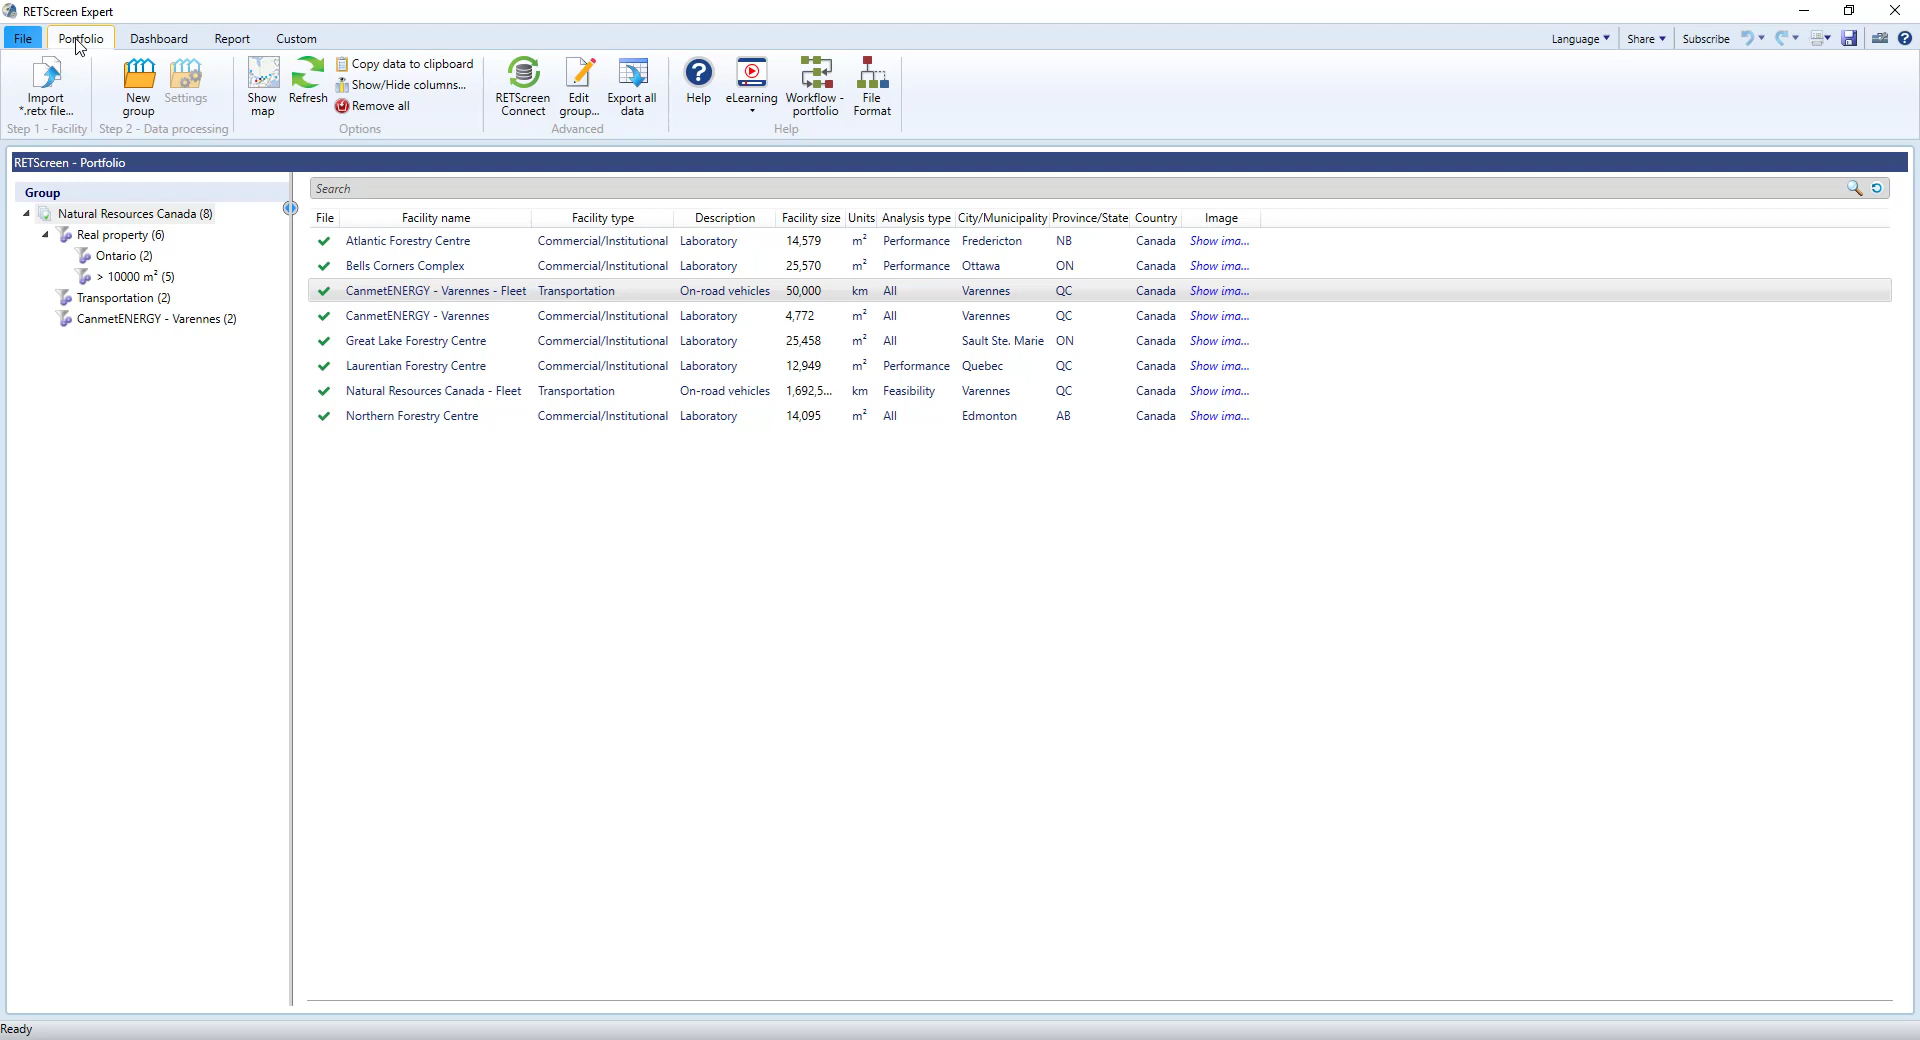 RETScreen Expert
File Portfolio Dashboard Report Custom Language Share Subscribe
Import *.retx file...
Step 1 - Facility
New group
Settings
Step 2 - Data processing
Show map
Refresh
Copy data to clipboard
Show/Hide columns...
Remove all
Options
RETScreen Connect
Edit group...
Export all data
Advanced
Help
eLearning
Workflow - portfolio
File Format
Help
RETScreen - Portfolio
Group
Natural Resources Canada (8)
Real property (6)
Ontario (2)
> 10000 m² (5)
Transportation (2)
CanmetENERGY - Varennes (2)
Search
File Facility name Facility type Description Facility size Units Analysis type City/Municipality Province/State Country Image
Atlantic Forestry Centre Commercial/Institutional Laboratory 14,579 m² Performance Fredericton NB Canada Show ima...
Bells Corners Complex Commercial/Institutional Laboratory 25,570 m² Performance Ottawa ON Canada Show ima...
CanmetENERGY - Varennes - Fleet Transportation On-road vehicles 50,000 km All Varennes QC Canada Show ima...
CanmetENERGY - Varennes Commercial/Institutional Laboratory 4,772 m² All Varennes QC Canada Show ima...
Great Lake Forestry Centre Commercial/Institutional Laboratory 25,458 m² All Sault Ste. Marie ON Canada Show ima...
Laurentian Forestry Centre Commercial/Institutional Laboratory 12,949 m² Performance Quebec QC Canada Show ima...
Natural Resources Canada - Fleet Transportation On-road vehicles 1,692,5... km Feasibility Varennes QC Canada Show ima...
Northern Forestry Centre Commercial/Institutional Laboratory 14,095 m² All Edmonton AB Canada Show ima...
Ready